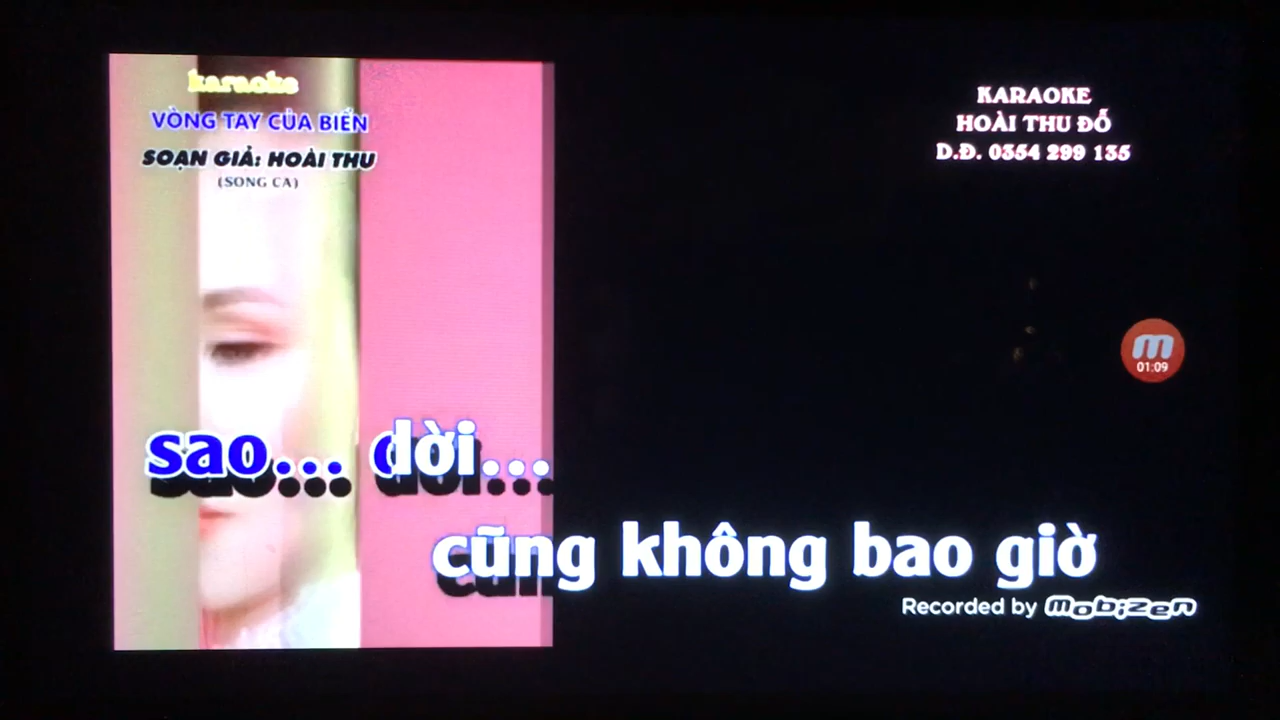 karaoke
VÒNG TAY CỦA BIỂN
SOẠN GIẢ: HOÀI THU
(SONG CA)
KARAOKE
HOÀI THU ĐỖ
D.Đ. 0354 299 135
m
01:09
sao... dời...
cũng không bao giờ
Recorded by mobizen